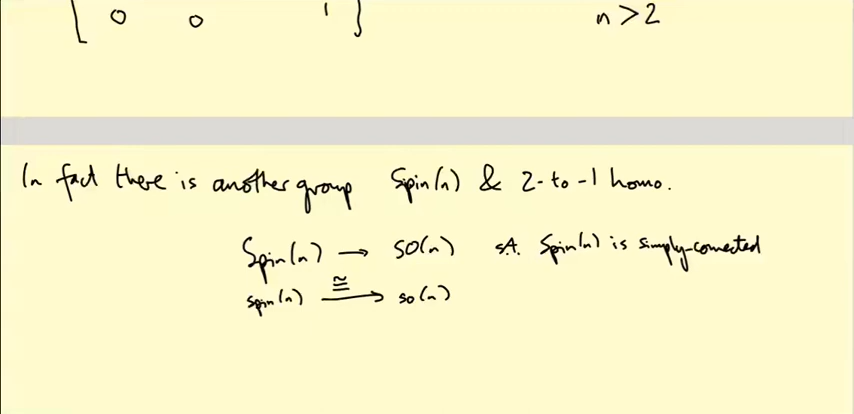 [ 0 0 1 ] n > 2
In fact there is another group Spin(n) & 2-to-1 homo.
Spin(n) → SO(n) s.t. Spin(n) is simply-connected
spin(n) ≅→ so(n)